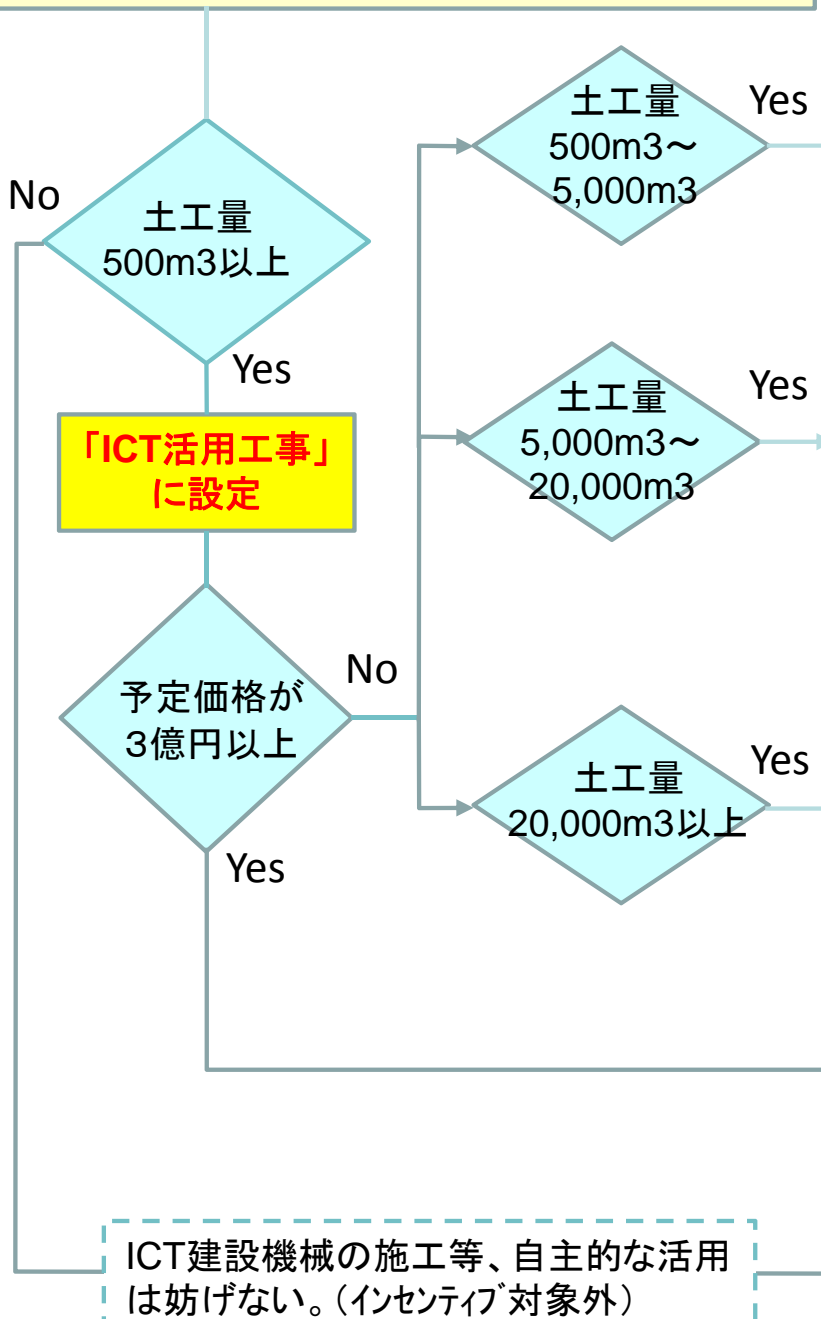 No
土工量
500m3以上
Yes
「ICT活用工事」
に設定
予定価格が
3億円以上
No
Yes
土工量
500m3～
5,000m3
Yes
土工量
5,000m3～
20,000m3
Yes
土工量
20,000m3以上
Yes
ICT建設機械の施工等、自主的な活用
は妨げない。(ｲﾝｾﾝﾃｨﾌﾞ対象外)